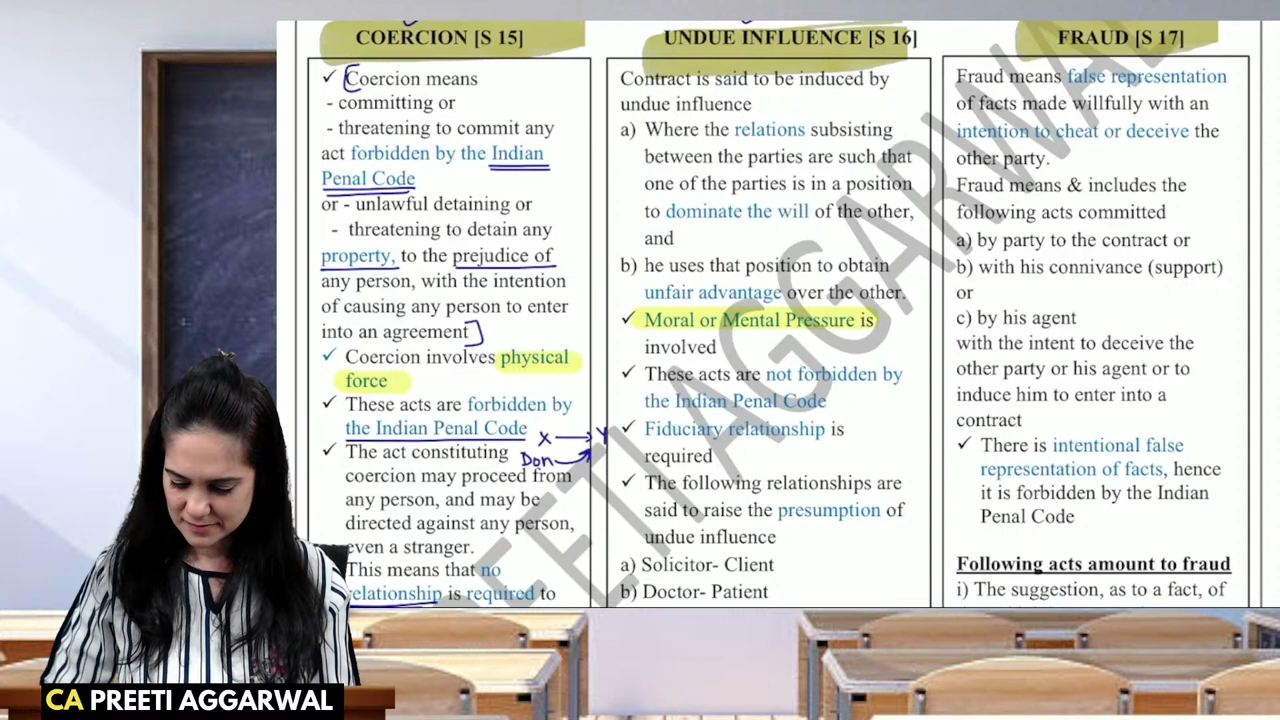 COERCION [S 15]
✓ Coercion means
- committing or
- threatening to commit any
act forbidden by the Indian
Penal Code
or - unlawful detaining or
- threatening to detain any
property, to the prejudice of
any person, with the intention
of causing any person to enter
into an agreement
✓ Coercion involves physical
force
✓ These acts are forbidden by
the Indian Penal Code
X → Y
Don
✓ The act constituting
coercion may proceed from
any person, and may be
directed against any person,
even a stranger.
This means that no
relationship is required to
UNDUE INFLUENCE [S 16]
Contract is said to be induced by
undue influence
a) Where the relations subsisting
between the parties are such that
one of the parties is in a position
to dominate the will of the other,
and
b) he uses that position to obtain
unfair advantage over the other.
✓ Moral or Mental Pressure is
involved
✓ These acts are not forbidden by
the Indian Penal Code
✓ Fiduciary relationship is
required
✓ The following relationships are
said to raise the presumption of
undue influence
a) Solicitor- Client
b) Doctor- Patient
FRAUD [S 17]
Fraud means false representation
of facts made willfully with an
intention to cheat or deceive the
other party.
Fraud means & includes the
following acts committed
a) by party to the contract or
b) with his connivance (support)
or
c) by his agent
with the intent to deceive the
other party or his agent or to
induce him to enter into a
contract
✓ There is intentional false
representation of facts, hence
it is forbidden by the Indian
Penal Code
Following acts amount to fraud
i) The suggestion, as to a fact, of
PREETI AGGARWAL
CA PREETI AGGARWAL